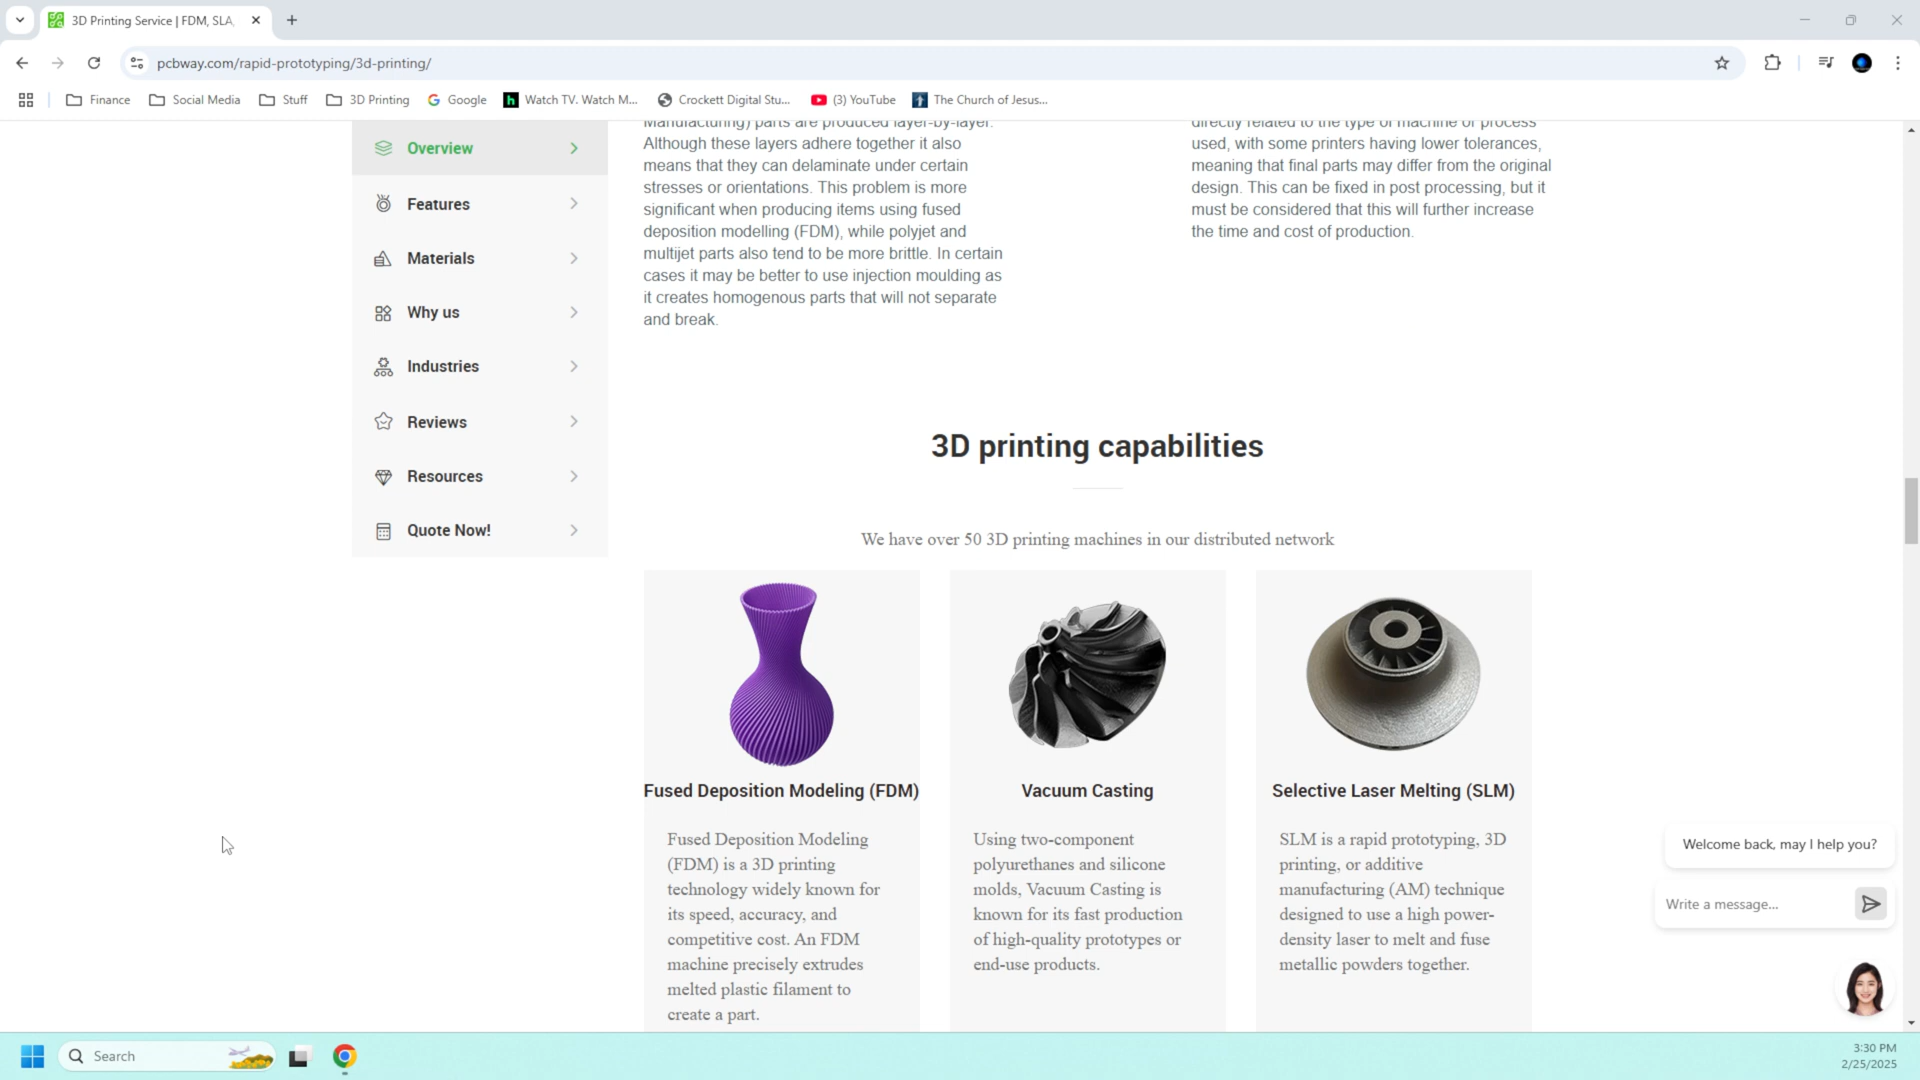 3D Printing Service | FDM, SLA,
pcbway.com/rapid-prototyping/3d-printing/
Finance
Social Media
Stuff
3D Printing
Google
Watch TV. Watch M...
Crockett Digital Stu...
(3) YouTube
The Church of Jesus...
Overview
Features
Materials
Why us
Industries
Reviews
Resources
Quote Now!
Manufacturing) parts are produced layer-by-layer.
Although these layers adhere together it also
means that they can delaminate under certain
stresses or orientations. This problem is more
significant when producing items using fused
deposition modelling (FDM), while polyjet and
multijet parts also tend to be more brittle. In certain
cases it may be better to use injection moulding as
it creates homogenous parts that will not separate
and break.
directly related to the type of machine or process
used, with some printers having lower tolerances,
meaning that final parts may differ from the original
design. This can be fixed in post processing, but it
must be considered that this will further increase
the time and cost of production.
3D printing capabilities
We have over 50 3D printing machines in our distributed network
Fused Deposition Modeling (FDM)
Fused Deposition Modeling
(FDM) is a 3D printing
technology widely known for
its speed, accuracy, and
competitive cost. An FDM
machine precisely extrudes
melted plastic filament to
create a part.
Vacuum Casting
Using two-component
polyurethanes and silicone
molds, Vacuum Casting is
known for its fast production
of high-quality prototypes or
end-use products.
Selective Laser Melting (SLM)
SLM is a rapid prototyping, 3D
printing, or additive
manufacturing (AM) technique
designed to use a high power-
density laser to melt and fuse
metallic powders together.
Welcome back, may I help you?
Write a message...
Search
3:30 PM
2/25/2025